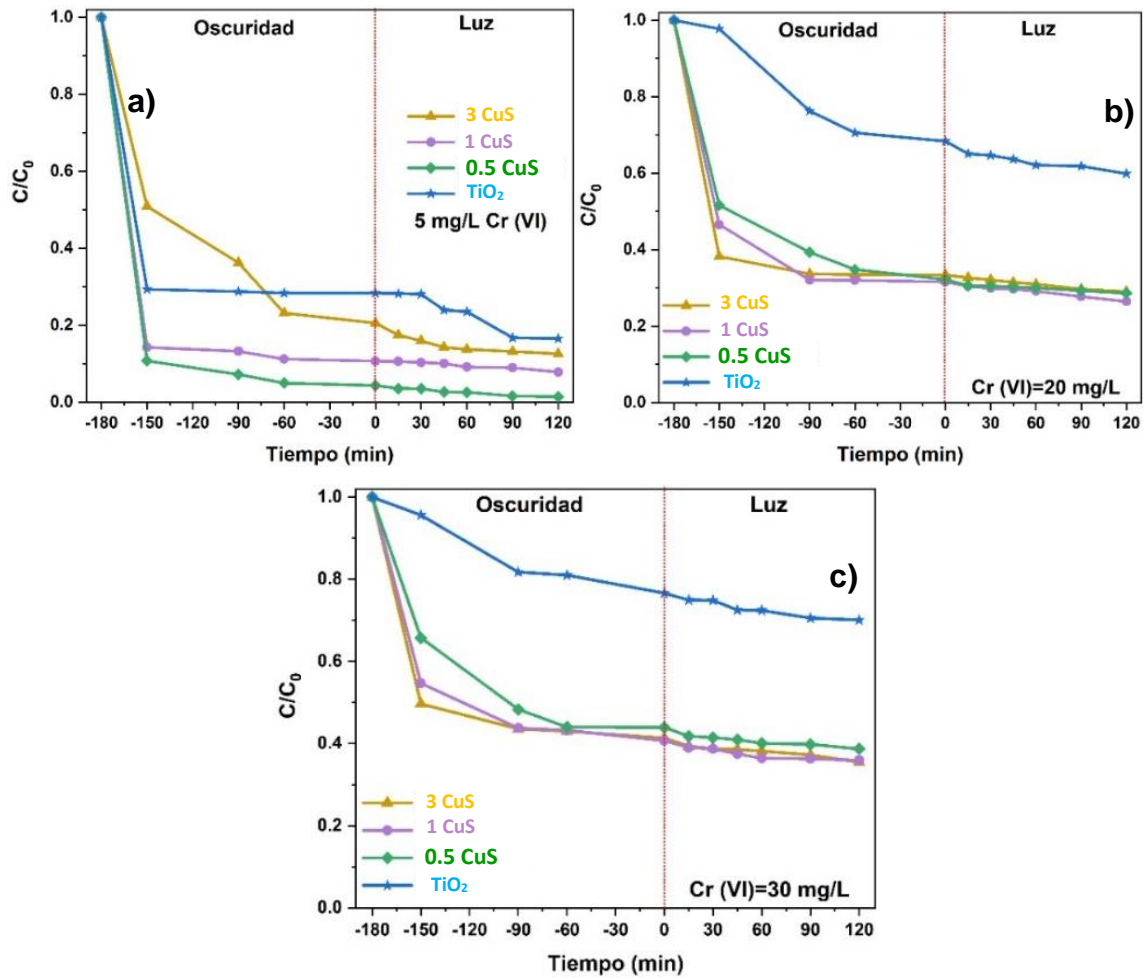 Oscuridad Luz
a)
3 CuS
1 CuS
0.5 CuS
TiO₂
5 mg/L Cr (VI)
C/C₀
1.0
0.8
0.6
0.4
0.2
0.0
-180 -150 -120 -90 -60 -30 0 30 60 90 120
Tiempo (min)
Oscuridad Luz
b)
C/C₀
1.0
0.8
0.6
0.4
0.2
0.0
3 CuS
1 CuS
0.5 CuS
TiO₂
Cr (VI)=20 mg/L
-180 -150 -120 -90 -60 -30 0 30 60 90 120
Tiempo (min)
Oscuridad Luz
c)
C/C₀
1.0
0.8
0.6
0.4
0.2
0.0
3 CuS
1 CuS
0.5 CuS
TiO₂
Cr (VI)=30 mg/L
-180 -150 -120 -90 -60 -30 0 30 60 90 120
Tiempo (min)